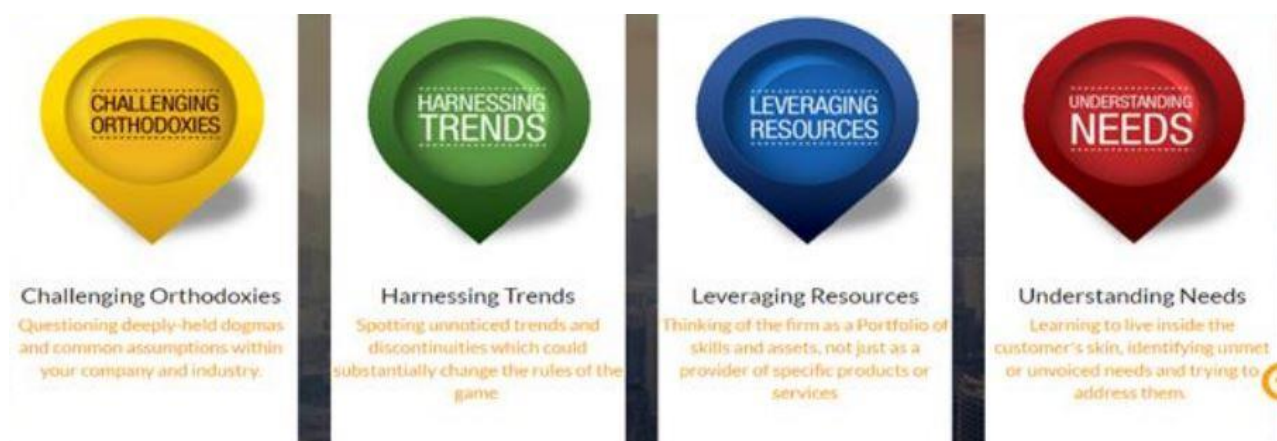 CHALLENGING
ORTHODOXIES
HARNESSING
TRENDS
LEVERAGING
RESOURCES
UNDERSTANDING
NEEDS
Challenging Orthodoxies
Questioning deeply-held dogmas
and common assumptions within
your company and industry.
Harnessing Trends
Spotting unnoticed trends and
discontinuities which could
substantially change the rules of the
game
Leveraging Resources
Thinking of the firm as a Portfolio of
skills and assets, not just as a
provider of specific products or
services
Understanding Needs
Learning to live inside the
customer's skin, identifying unmet
or unvoiced needs and trying to
address them.